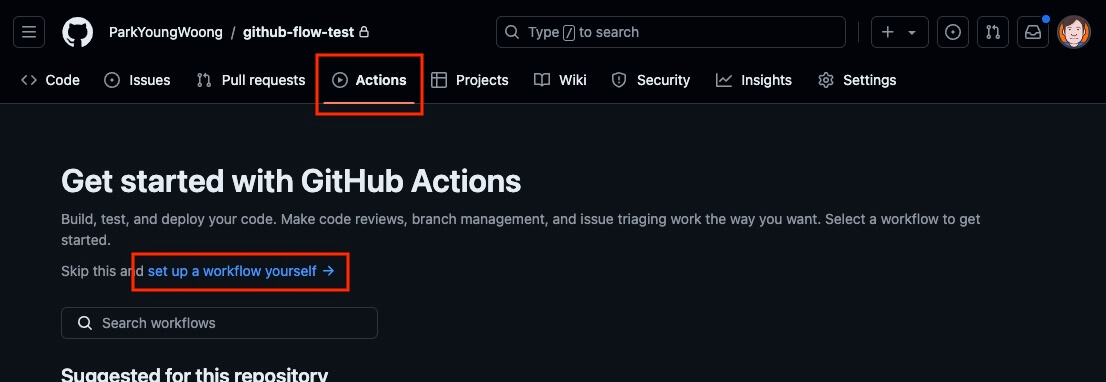 ParkYoungWoong / github-flow-test Type / to search
Code Issues Pull requests Actions Projects Wiki Security Insights Settings
Get started with GitHub Actions
Build, test, and deploy your code. Make code reviews, branch management, and issue triaging work the way you want. Select a workflow to get
started.
Skip this and set up a workflow yourself →
Search workflows
Suggested for this repository